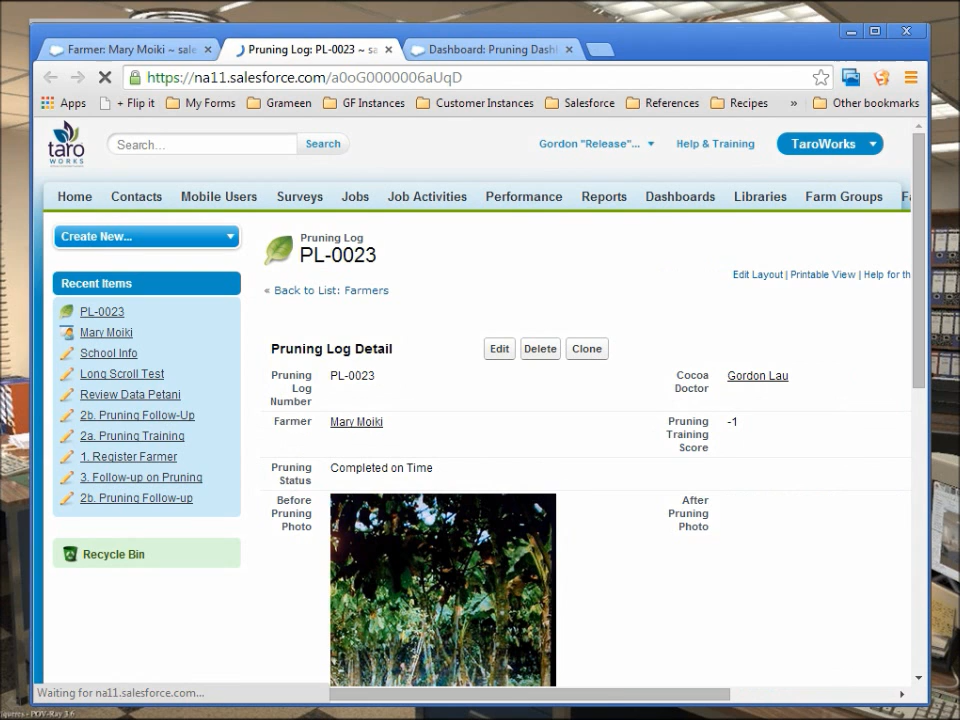 Farmer: Mary Moiki ~ sale
Pruning Log: PL-0023 ~ sa
Dashboard: Pruning Dashl
https://na11.salesforce.com/a0oG0000006aUqD
Apps
+ Flip it
My Forms
Grameen
GF Instances
Customer Instances
Salesforce
References
Recipes
»
Other bookmarks
taro
WORKS
Search...
Search
Gordon "Release"...
Help & Training
TaroWorks
Home
Contacts
Mobile Users
Surveys
Jobs
Job Activities
Performance
Reports
Dashboards
Libraries
Farm Groups
Fa
Create New...
Recent Items
PL-0023
Mary Moiki
School Info
Long Scroll Test
Review Data Petani
2b. Pruning Follow-Up
2a. Pruning Training
1. Register Farmer
3. Follow-up on Pruning
2b. Pruning Follow-up
Recycle Bin
Pruning Log
PL-0023
Edit Layout | Printable View | Help for th
« Back to List: Farmers
Pruning Log Detail
Edit
Delete
Clone
Pruning
Log
Number
PL-0023
Cocoa
Doctor
Gordon Lau
Farmer
Mary Moiki
Pruning
Training
Score
-1
Pruning
Status
Completed on Time
Before
Pruning
Photo
After
Pruning
Photo
Waiting for na11.salesforce.com...
POV-Ray 3.6